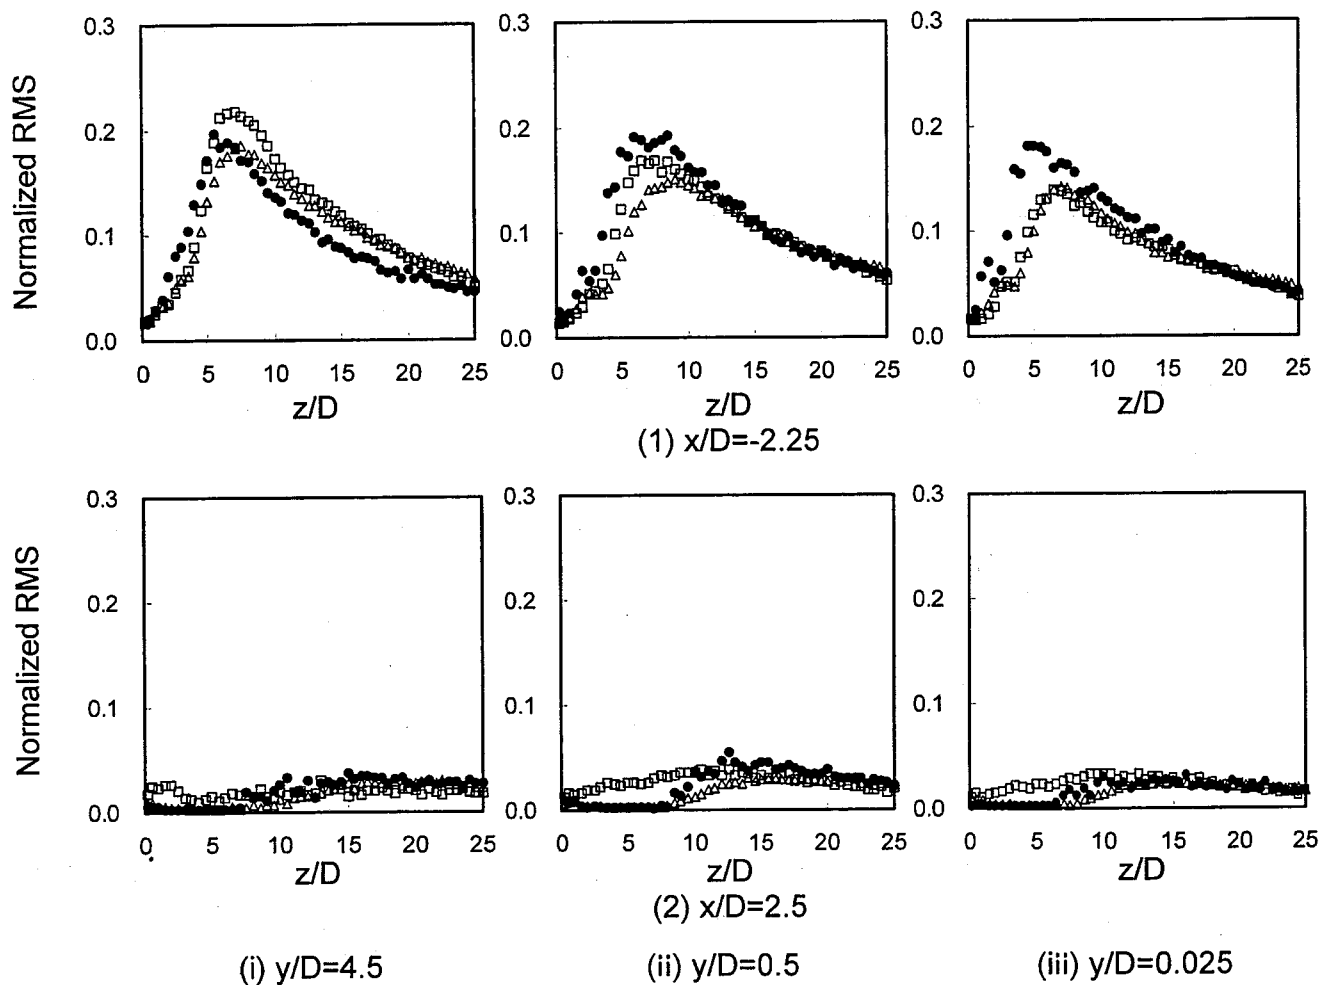 0.3 0.3 0.3
Normalized RMS
0.2 0.2 0.2
0.1 0.1 0.1
0.0 0.0 0.0
0 5 10 15 20 25 0 5 10 15 20 25 0 5 10 15 20 25
z/D z/D z/D
(1) x/D=-2.25
0.3 0.3 0.3
Normalized RMS
0.2 0.2 0.2
0.1 0.1 0.1
0.0 0.0 0.0
0 5 10 15 20 25 0 5 10 15 20 25 0 5 10 15 20 25
z/D z/D z/D
(2) x/D=2.5
(i) y/D=4.5 (ii) y/D=0.5 (iii) y/D=0.025